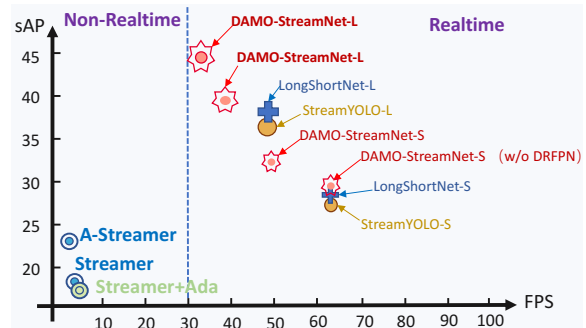 Non-Realtime
Realtime
sAP
DAMO-StreamNet-L
DAMO-StreamNet-L
LongShortNet-L
StreamYOLO-L
DAMO-StreamNet-S
DAMO-StreamNet-S (w/o DRFPN)
LongShortNet-S
StreamYOLO-S
A-Streamer
Streamer
Streamer+Ada
45
40
35
30
25
20
10 20 30 40 50 60 70 80 90 100 FPS